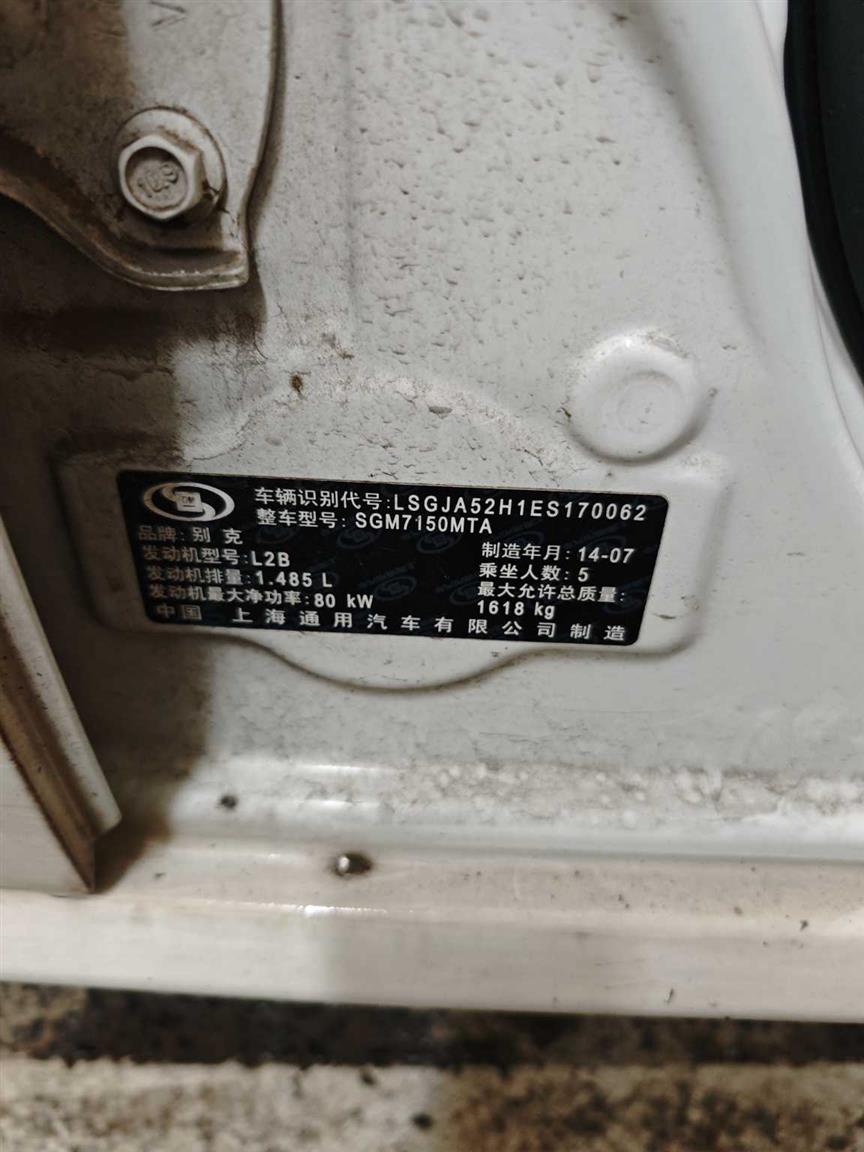 10.9
车辆识别代号:LSGJA52H1ES170062
整车型号: SGM7150MTA
品牌:别 克
制造年月:14-07
发动机型号:L2B
乘坐人数:5
发动机排量:1.485 L
最大允许总质量:
发动机最大净功率:80 kW
1618 kg
中国 上海通用汽车有限公司制造